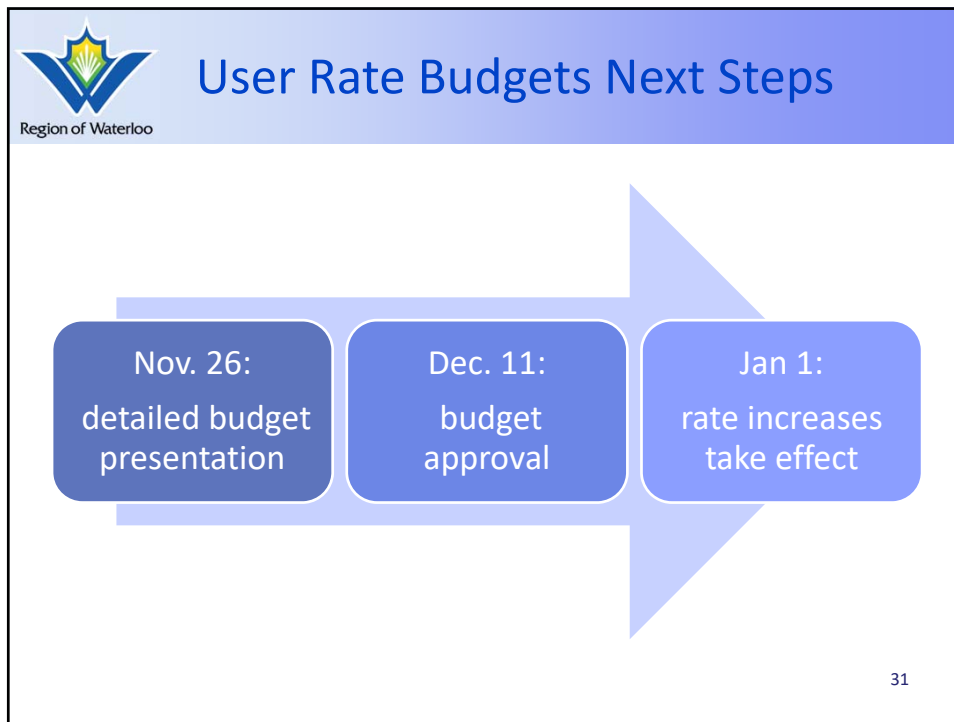 Region of Waterloo
User Rate Budgets Next Steps
Nov. 26:
detailed budget
presentation
Dec. 11:
budget
approval
Jan 1:
rate increases
take effect
31